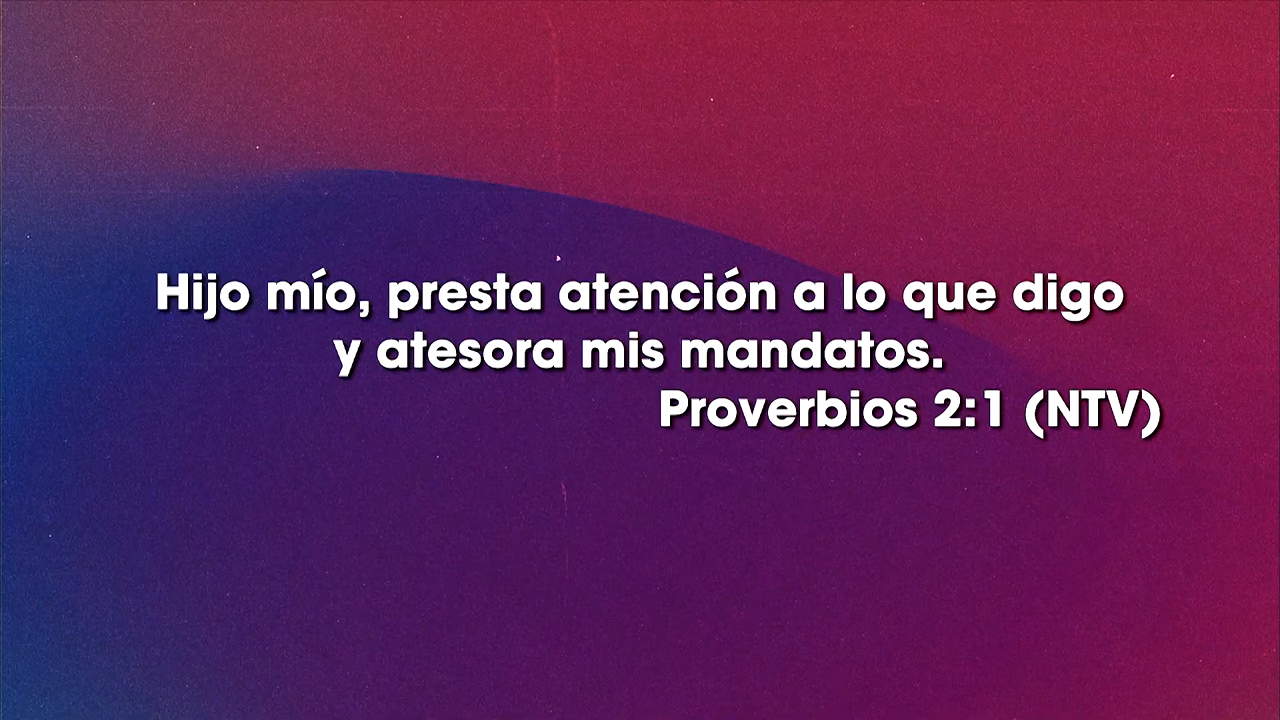 Hijo mío, presta atención a lo que digo
y atesora mis mandatos.
Proverbios 2:1 (NTV)